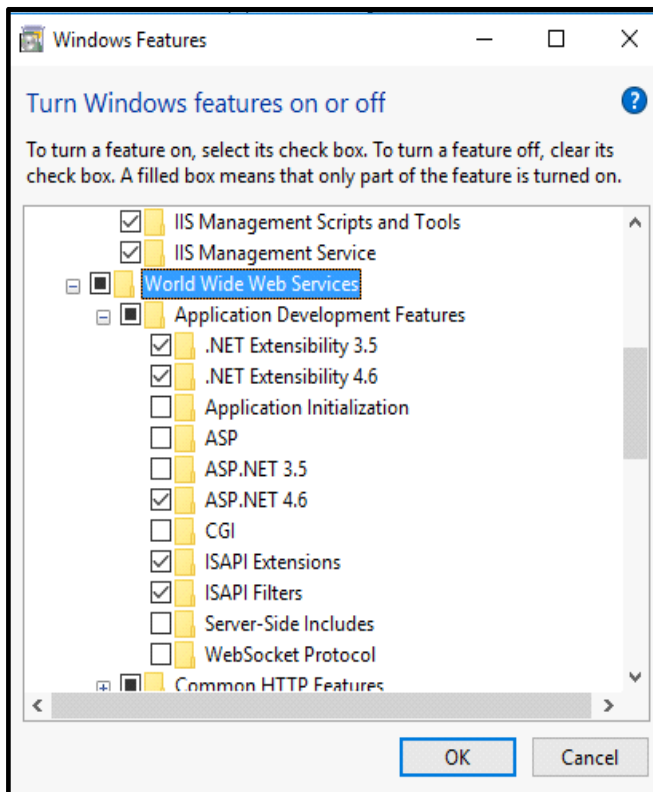 Windows Features
Turn Windows features on or off
?
To turn a feature on, select its check box. To turn a feature off, clear its
check box. A filled box means that only part of the feature is turned on.
IIS Management Scripts and Tools
IIS Management Service
World Wide Web Services
Application Development Features
.NET Extensibility 3.5
.NET Extensibility 4.6
Application Initialization
ASP
ASP.NET 3.5
ASP.NET 4.6
CGI
ISAPI Extensions
ISAPI Filters
Server-Side Includes
WebSocket Protocol
Common HTTP Features
OK Cancel